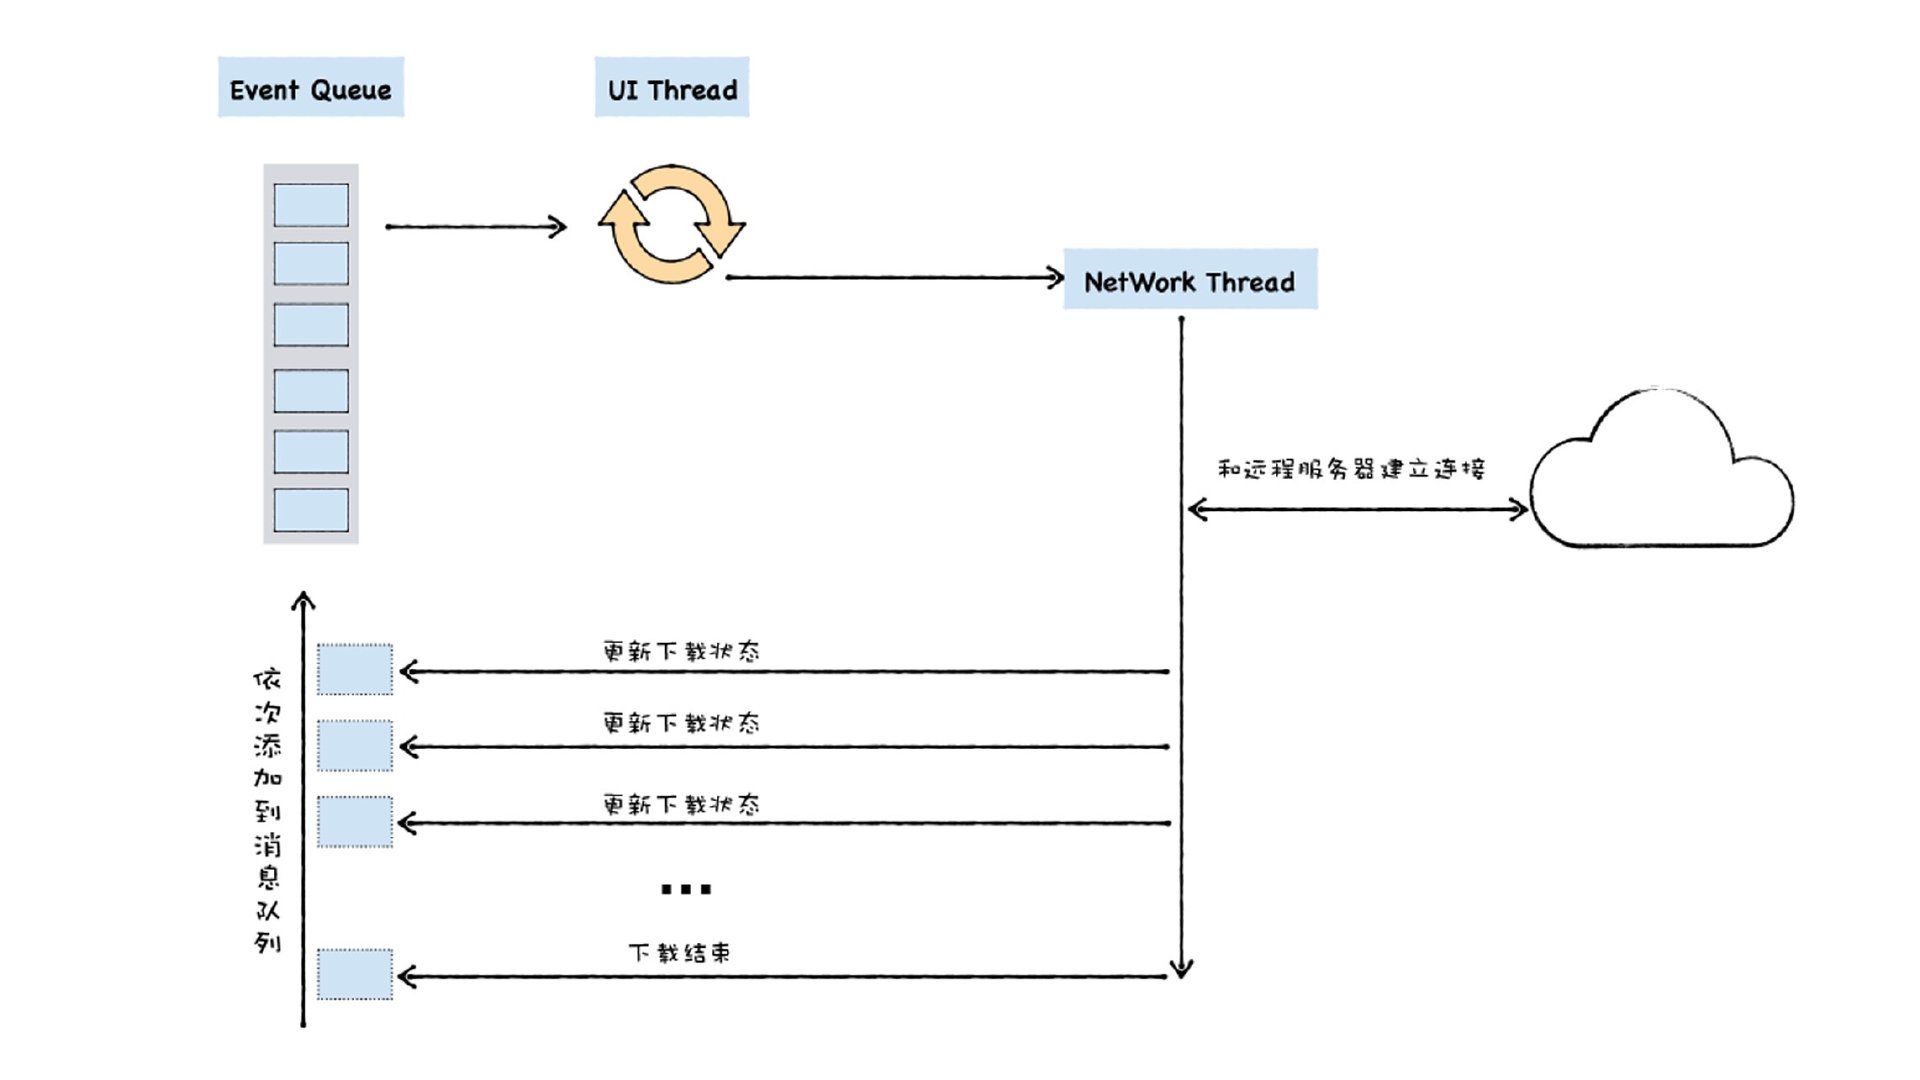 Event Queue
UI Thread
NetWork Thread
和远程服务器建立连接
更新下载状态
更新下载状态
更新下载状态
...
下载结束
依次添加到消息队列